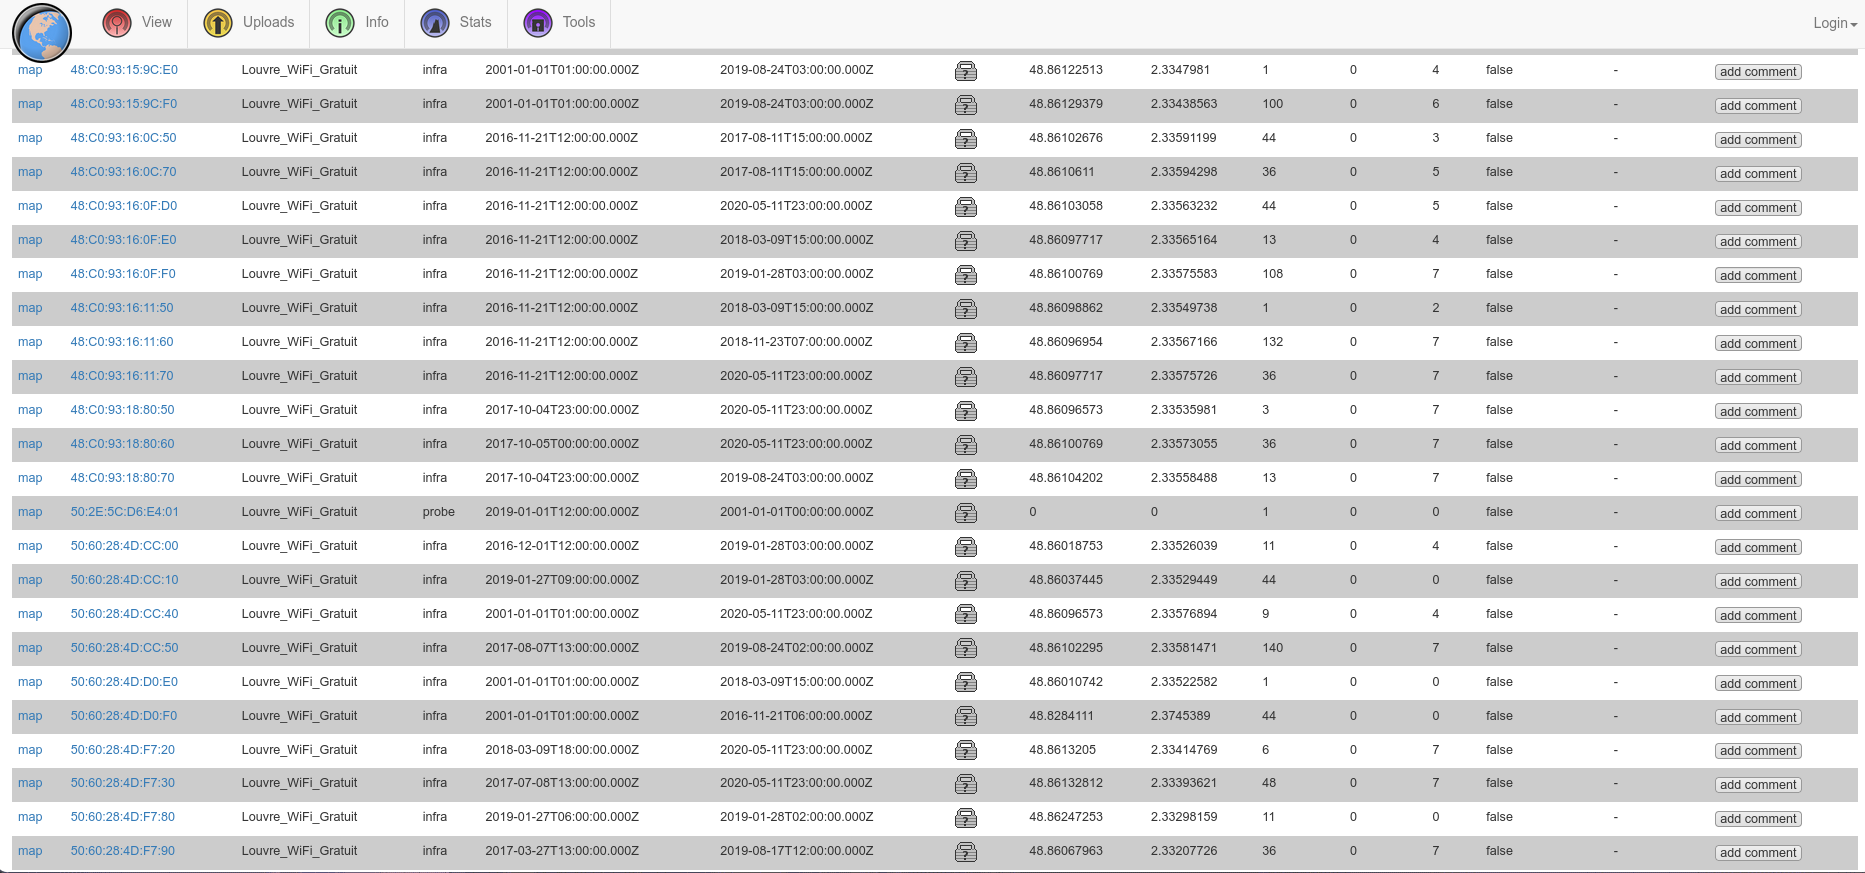 View Uploads Info Stats Tools Login
map 48:C0:93:15:9C:E0 Louvre_WiFi_Gratuit infra 2001-01-01T01:00:00.000Z 2019-08-24T03:00:00.000Z ? 48.86122513 2.3347981 1 0 4 false - add comment
map 48:C0:93:15:9C:F0 Louvre_WiFi_Gratuit infra 2001-01-01T01:00:00.000Z 2019-08-24T03:00:00.000Z ? 48.86129379 2.33438563 100 0 6 false - add comment
map 48:C0:93:16:0C:50 Louvre_WiFi_Gratuit infra 2016-11-21T12:00:00.000Z 2017-08-11T15:00:00.000Z ? 48.86102676 2.33591199 44 0 3 false - add comment
map 48:C0:93:16:0C:70 Louvre_WiFi_Gratuit infra 2016-11-21T12:00:00.000Z 2017-08-11T15:00:00.000Z ? 48.8610611 2.33594298 36 0 5 false - add comment
map 48:C0:93:16:0F:D0 Louvre_WiFi_Gratuit infra 2016-11-21T12:00:00.000Z 2020-05-11T23:00:00.000Z ? 48.86103058 2.33563232 44 0 5 false - add comment
map 48:C0:93:16:0F:E0 Louvre_WiFi_Gratuit infra 2016-11-21T12:00:00.000Z 2018-03-09T15:00:00.000Z ? 48.86097717 2.33565164 13 0 4 false - add comment
map 48:C0:93:16:0F:F0 Louvre_WiFi_Gratuit infra 2016-11-21T12:00:00.000Z 2019-01-28T03:00:00.000Z ? 48.86100769 2.33575583 108 0 7 false - add comment
map 48:C0:93:16:11:50 Louvre_WiFi_Gratuit infra 2016-11-21T12:00:00.000Z 2018-03-09T15:00:00.000Z ? 48.86098862 2.33549738 1 0 2 false - add comment
map 48:C0:93:16:11:60 Louvre_WiFi_Gratuit infra 2016-11-21T12:00:00.000Z 2018-11-23T07:00:00.000Z ? 48.86096954 2.33567166 132 0 7 false - add comment
map 48:C0:93:16:11:70 Louvre_WiFi_Gratuit infra 2016-11-21T12:00:00.000Z 2020-05-11T23:00:00.000Z ? 48.86097717 2.33575726 36 0 7 false - add comment
map 48:C0:93:18:80:50 Louvre_WiFi_Gratuit infra 2017-10-04T23:00:00.000Z 2020-05-11T23:00:00.000Z ? 48.86096573 2.33535981 3 0 7 false - add comment
map 48:C0:93:18:80:60 Louvre_WiFi_Gratuit infra 2017-10-05T00:00:00.000Z 2020-05-11T23:00:00.000Z ? 48.86100769 2.33573055 36 0 7 false - add comment
map 48:C0:93:18:80:70 Louvre_WiFi_Gratuit infra 2017-10-04T23:00:00.000Z 2019-08-24T03:00:00.000Z ? 48.86104202 2.33558488 13 0 7 false - add comment
map 50:2E:5C:D6:E4:01 Louvre_WiFi_Gratuit probe 2019-01-01T12:00:00.000Z 2001-01-01T00:00:00.000Z ? 0 0 1 0 0 false - add comment
map 50:60:28:4D:CC:00 Louvre_WiFi_Gratuit infra 2016-12-01T12:00:00.000Z 2019-01-28T03:00:00.000Z ? 48.86018753 2.33526039 11 0 4 false - add comment
map 50:60:28:4D:CC:10 Louvre_WiFi_Gratuit infra 2019-01-27T09:00:00.000Z 2019-01-28T03:00:00.000Z ? 48.86037445 2.33529449 44 0 0 false - add comment
map 50:60:28:4D:CC:40 Louvre_WiFi_Gratuit infra 2001-01-01T01:00:00.000Z 2020-05-11T23:00:00.000Z ? 48.86096573 2.33576894 9 0 4 false - add comment
map 50:60:28:4D:CC:50 Louvre_WiFi_Gratuit infra 2017-08-07T13:00:00.000Z 2019-08-24T02:00:00.000Z ? 48.86102295 2.33581471 140 0 7 false - add comment
map 50:60:28:4D:D0:E0 Louvre_WiFi_Gratuit infra 2001-01-01T01:00:00.000Z 2018-03-09T15:00:00.000Z ? 48.86010742 2.33522582 1 0 0 false - add comment
map 50:60:28:4D:D0:F0 Louvre_WiFi_Gratuit infra 2001-01-01T01:00:00.000Z 2016-11-21T06:00:00.000Z ? 48.8284111 2.3745389 44 0 0 false - add comment
map 50:60:28:4D:F7:20 Louvre_WiFi_Gratuit infra 2018-03-09T18:00:00.000Z 2020-05-11T23:00:00.000Z ? 48.8613205 2.33414769 6 0 7 false - add comment
map 50:60:28:4D:F7:30 Louvre_WiFi_Gratuit infra 2017-07-08T13:00:00.000Z 2020-05-11T23:00:00.000Z ? 48.86132812 2.33393621 48 0 7 false - add comment
map 50:60:28:4D:F7:80 Louvre_WiFi_Gratuit infra 2019-01-27T06:00:00.000Z 2019-01-28T02:00:00.000Z ? 48.86247253 2.33298159 11 0 0 false - add comment
map 50:60:28:4D:F7:90 Louvre_WiFi_Gratuit infra 2017-03-27T13:00:00.000Z 2019-08-17T12:00:00.000Z ? 48.86067963 2.33207726 36 0 7 false - add comment